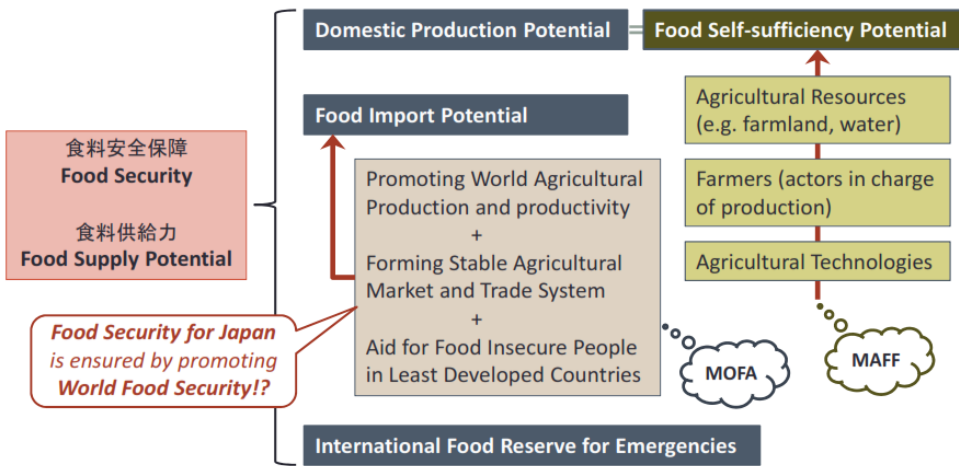 食料安全保障
Food Security
食料供給力
Food Supply Potential
Food Security for Japan
is ensured by promoting
World Food Security!?
Domestic Production Potential
=
Food Self-sufficiency Potential
Food Import Potential
Promoting World Agricultural
Production and productivity
+
Forming Stable Agricultural
Market and Trade System
+
Aid for Food Insecure People
in Least Developed Countries
MOFA
Agricultural Resources
(e.g. farmland, water)
Farmers (actors in charge
of production)
Agricultural Technologies
MAFF
International Food Reserve for Emergencies